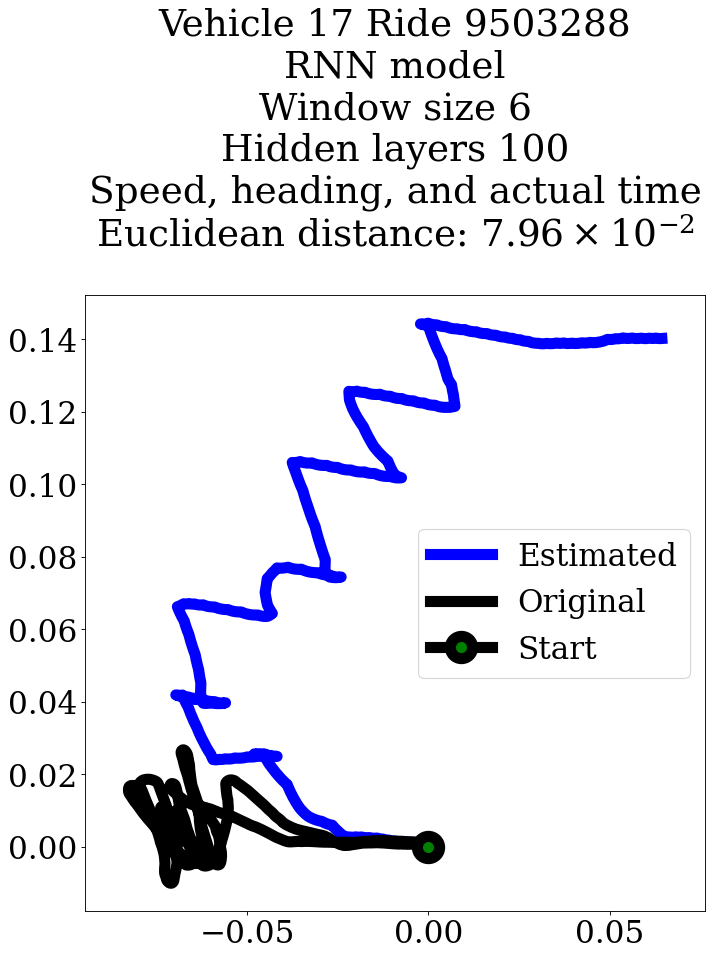 Vehicle 17 Ride 9503288
RNN model
Window size 6
Hidden layers 100
Speed, heading, and actual time
Euclidean distance: 7.96 × 10⁻²
0.14
0.12
0.10
0.08
0.06
0.04
0.02
0.00
Estimated
Original
Start
−0.05 0.00 0.05